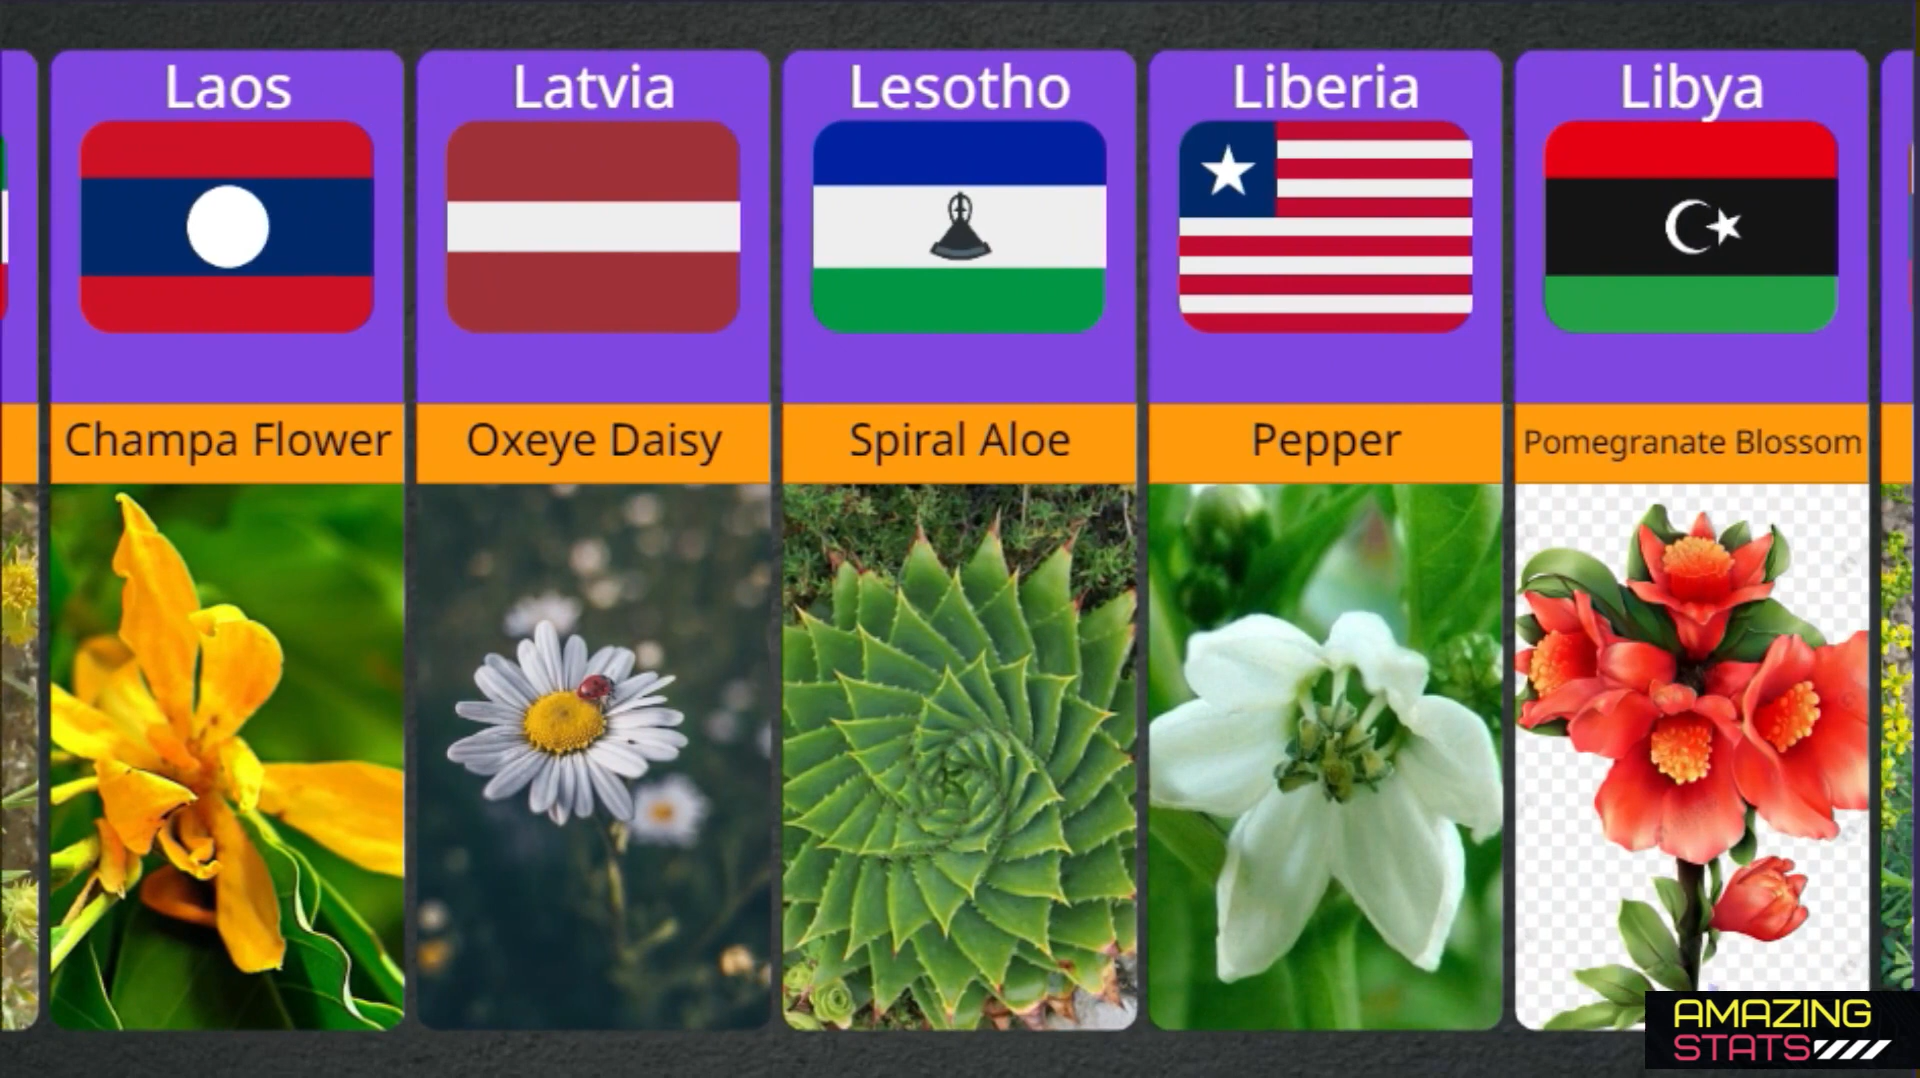 Laos
Latvia
Lesotho
Liberia
Libya
Champa Flower
Oxeye Daisy
Spiral Aloe
Pepper
Pomegranate Blossom
AMAZING
STATS